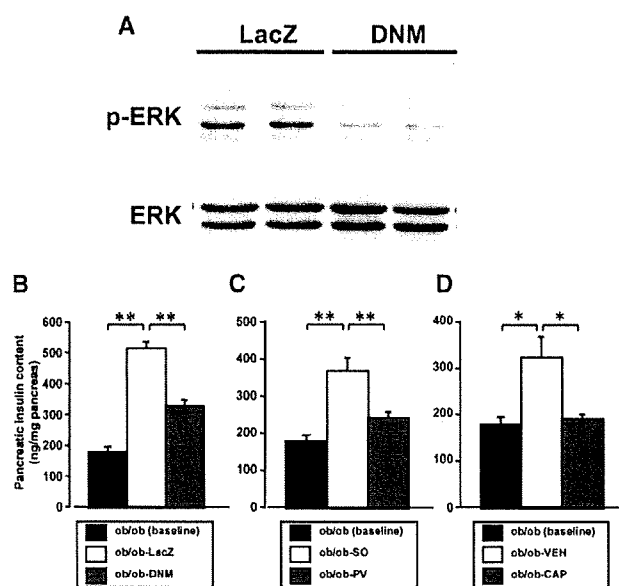 A
LacZ DNM
p-ERK
ERK
B
** **
Pancreatic Insulin content
(ng/mg pancreas)
600
500
400
300
200
100
0
ob/ob (baseline)
ob/ob-LacZ
ob/ob-DNM
C
** **
500
400
300
200
100
0
ob/ob (baseline)
ob/ob-SO
ob/ob-PV
D
* *
400
300
200
100
0
ob/ob (baseline)
ob/ob-VEH
ob/ob-CAP